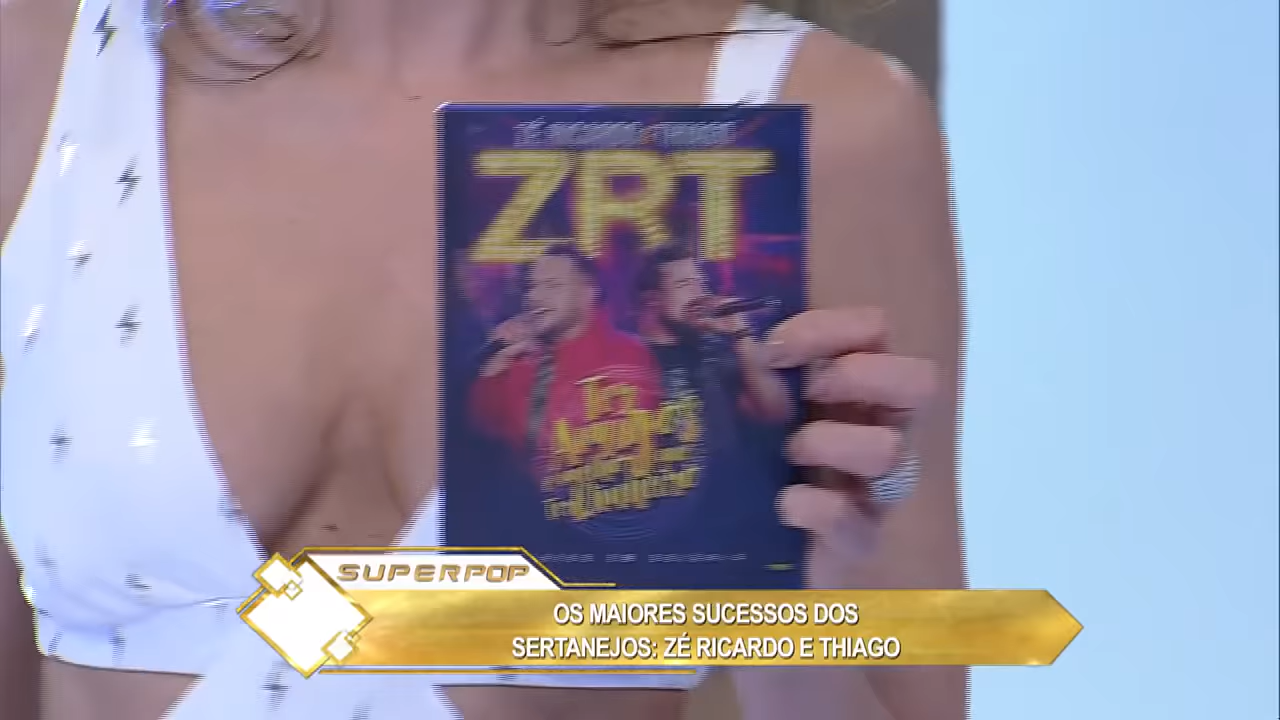 ZÉ RICARDO E THIAGO
ZRT
SUPERPOP
OS MAIORES SUCESSOS DOS
SERTANEJOS: ZÉ RICARDO E THIAGO